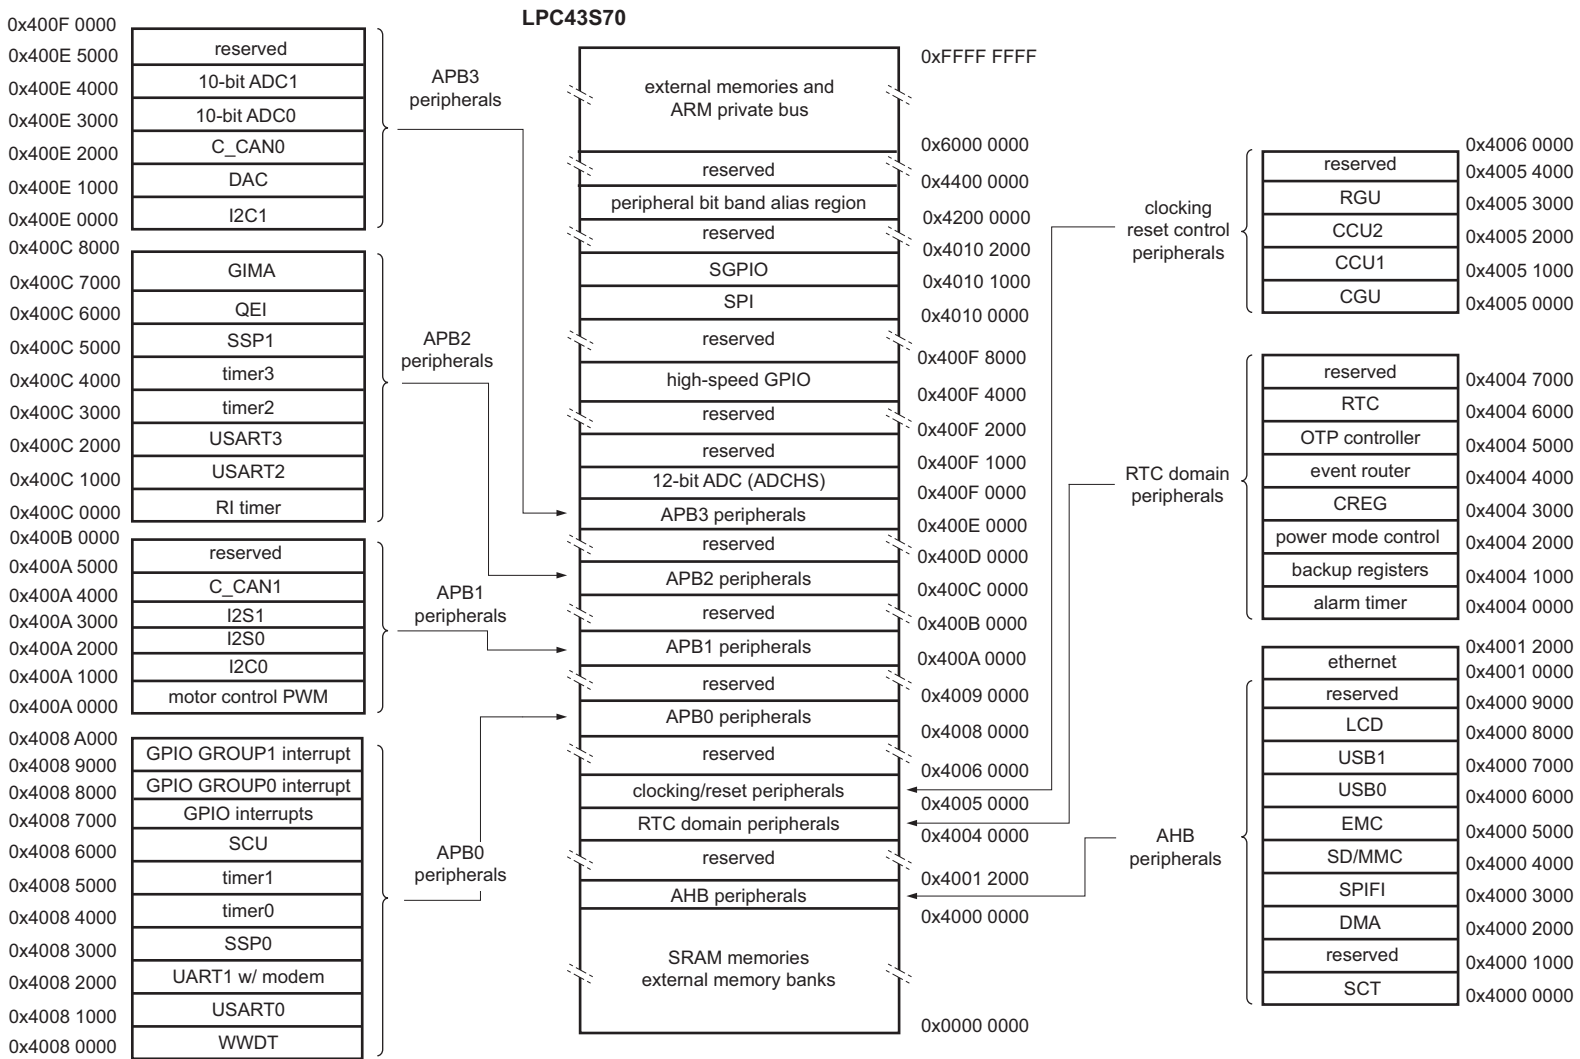 LPC43S70
0x400F 0000
reserved
0x400E 5000
10-bit ADC1
0x400E 4000
10-bit ADC0
0x400E 3000
C_CAN0
0x400E 2000
DAC
0x400E 1000
I2C1
0x400E 0000
APB3
peripherals
0x400C 8000
GIMA
0x400C 7000
QEI
0x400C 6000
SSP1
0x400C 5000
timer3
0x400C 4000
timer2
0x400C 3000
USART3
0x400C 2000
USART2
0x400C 1000
RI timer
0x400C 0000
APB2
peripherals
0x400B 0000
reserved
0x400A 5000
C_CAN1
0x400A 4000
I2S1
0x400A 3000
I2S0
0x400A 2000
I2C0
0x400A 1000
motor control PWM
0x400A 0000
APB1
peripherals
0x4008 A000
GPIO GROUP1 interrupt
0x4008 9000
GPIO GROUP0 interrupt
0x4008 8000
GPIO interrupts
0x4008 7000
SCU
0x4008 6000
timer1
0x4008 5000
timer0
0x4008 4000
SSP0
0x4008 3000
UART1 w/ modem
0x4008 2000
USART0
0x4008 1000
WWDT
0x4008 0000
APB0
peripherals
0xFFFF FFFF
external memories and
ARM private bus
0x6000 0000
reserved
0x4400 0000
peripheral bit band alias region
0x4200 0000
reserved
0x4010 2000
SGPIO
0x4010 1000
SPI
0x4010 0000
reserved
0x400F 8000
high-speed GPIO
0x400F 4000
reserved
0x400F 2000
reserved
0x400F 1000
12-bit ADC (ADCHS)
0x400F 0000
APB3 peripherals
0x400E 0000
reserved
0x400D 0000
APB2 peripherals
0x400C 0000
reserved
0x400B 0000
APB1 peripherals
0x400A 0000
reserved
0x4009 0000
APB0 peripherals
0x4008 0000
reserved
0x4006 0000
clocking/reset peripherals
0x4005 0000
RTC domain peripherals
0x4004 0000
reserved
0x4001 2000
AHB peripherals
0x4000 0000
SRAM memories
external memory banks
0x0000 0000
clocking
reset control
peripherals
0x4006 0000
reserved
0x4005 4000
RGU
0x4005 3000
CCU2
0x4005 2000
CCU1
0x4005 1000
CGU
0x4005 0000
RTC domain
peripherals
reserved
0x4004 7000
RTC
0x4004 6000
OTP controller
0x4004 5000
event router
0x4004 4000
CREG
0x4004 3000
power mode control
0x4004 2000
backup registers
0x4004 1000
alarm timer
0x4004 0000
AHB
peripherals
0x4001 2000
ethernet
0x4001 0000
reserved
0x4000 9000
LCD
0x4000 8000
USB1
0x4000 7000
USB0
0x4000 6000
EMC
0x4000 5000
SD/MMC
0x4000 4000
SPIFI
0x4000 3000
DMA
0x4000 2000
reserved
0x4000 1000
SCT
0x4000 0000